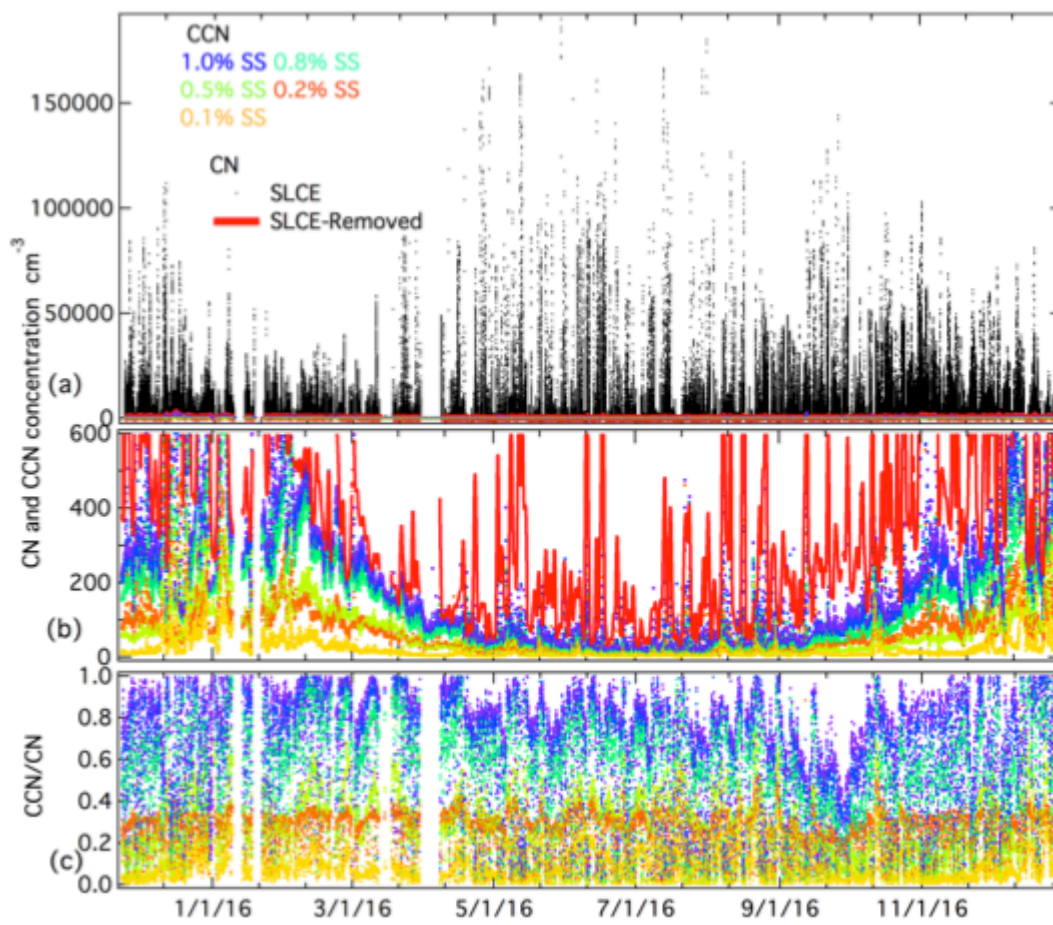 CCN
1.0% SS 0.8% SS
0.5% SS 0.2% SS
0.1% SS
CN
SLCE
SLCE-Removed
150000
100000
50000
0
(a)
CN and CCN concentration cm-3
600
400
200
0
(b)
1.0
0.8
0.6
0.4
0.2
0.0
CCN/CN
(c)
1/1/16 3/1/16 5/1/16 7/1/16 9/1/16 11/1/16